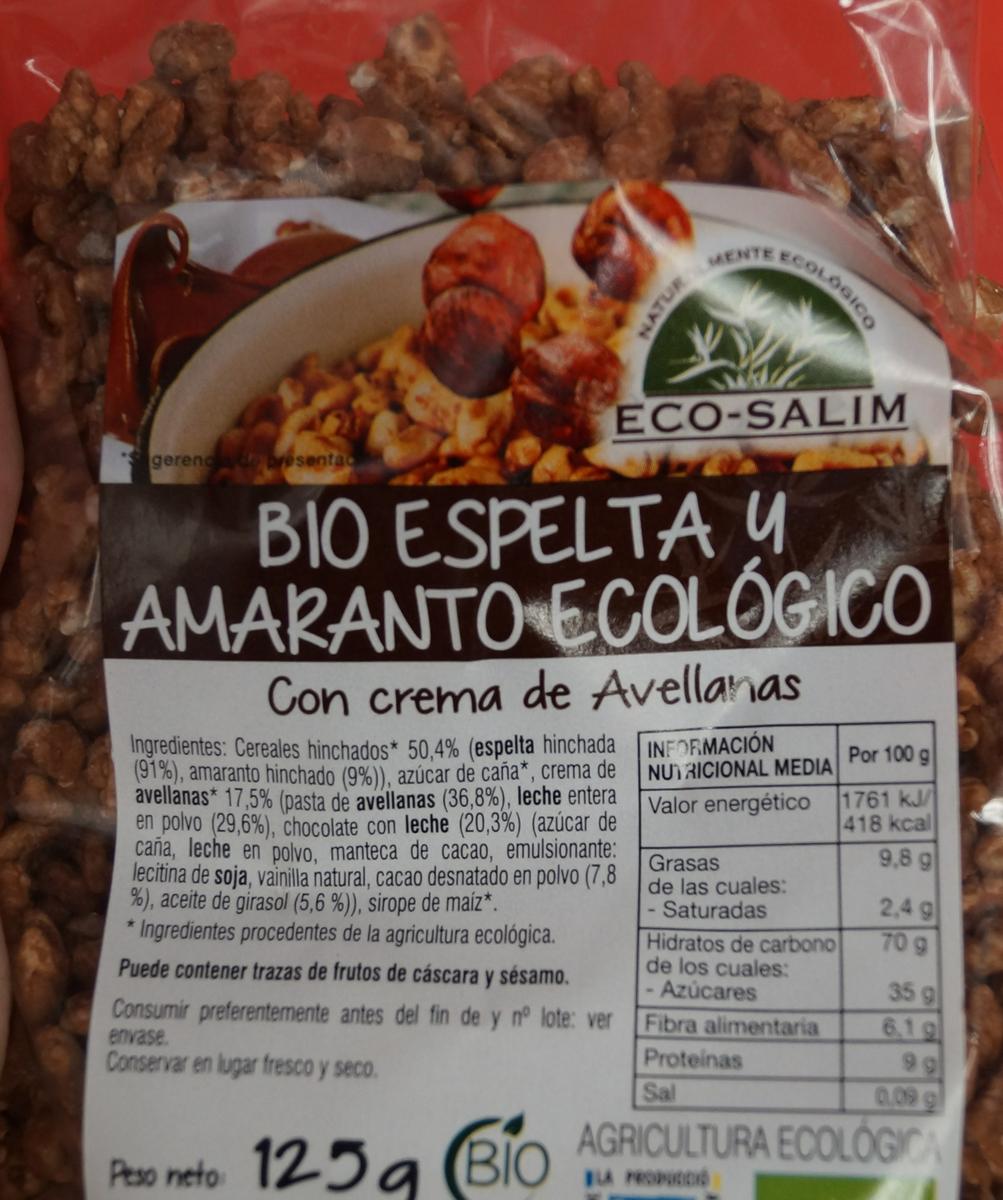 NATURALMENTE ECOLÓGICO
ECO-SALIM
*Sugerencia de presentac
BIO ESPELTA Y
AMARANTO ECOLÓGICO
Con crema de Avellanas
Ingredientes: Cereales hinchados* 50,4% (espelta hinchada
(91%), amaranto hinchado (9%)), azúcar de caña*, crema de
avellanas* 17,5% (pasta de avellanas (36,8%), leche entera
en polvo (29,6%), chocolate con leche (20,3%) (azúcar de
caña, leche en polvo, manteca de cacao, emulsionante:
lecitina de soja, vainilla natural, cacao desnatado en polvo (7,8
%), aceite de girasol (5,6 %)), sirope de maíz*.
* Ingredientes procedentes de la agricultura ecológica.
Puede contener trazas de frutos de cáscara y sésamo.
Consumir preferentemente antes del fin de y nº lote: ver
envase.
Conservar en lugar fresco y seco.
INFORMACIÓN
NUTRICIONAL MEDIA Por 100 g
Valor energético 1761 kJ/
418 kcal
Grasas 9,8 g
de las cuales:
- Saturadas 2,4 g
Hidratos de carbono 70 g
de los cuales:
- Azúcares 35 g
Fibra alimentaria 6,1 g
Proteínas 9 g
Sal 0,09 g
Peso neto: 125g
BIO
AGRICULTURA ECOLÓGICA
LA PRODUCCIÓ